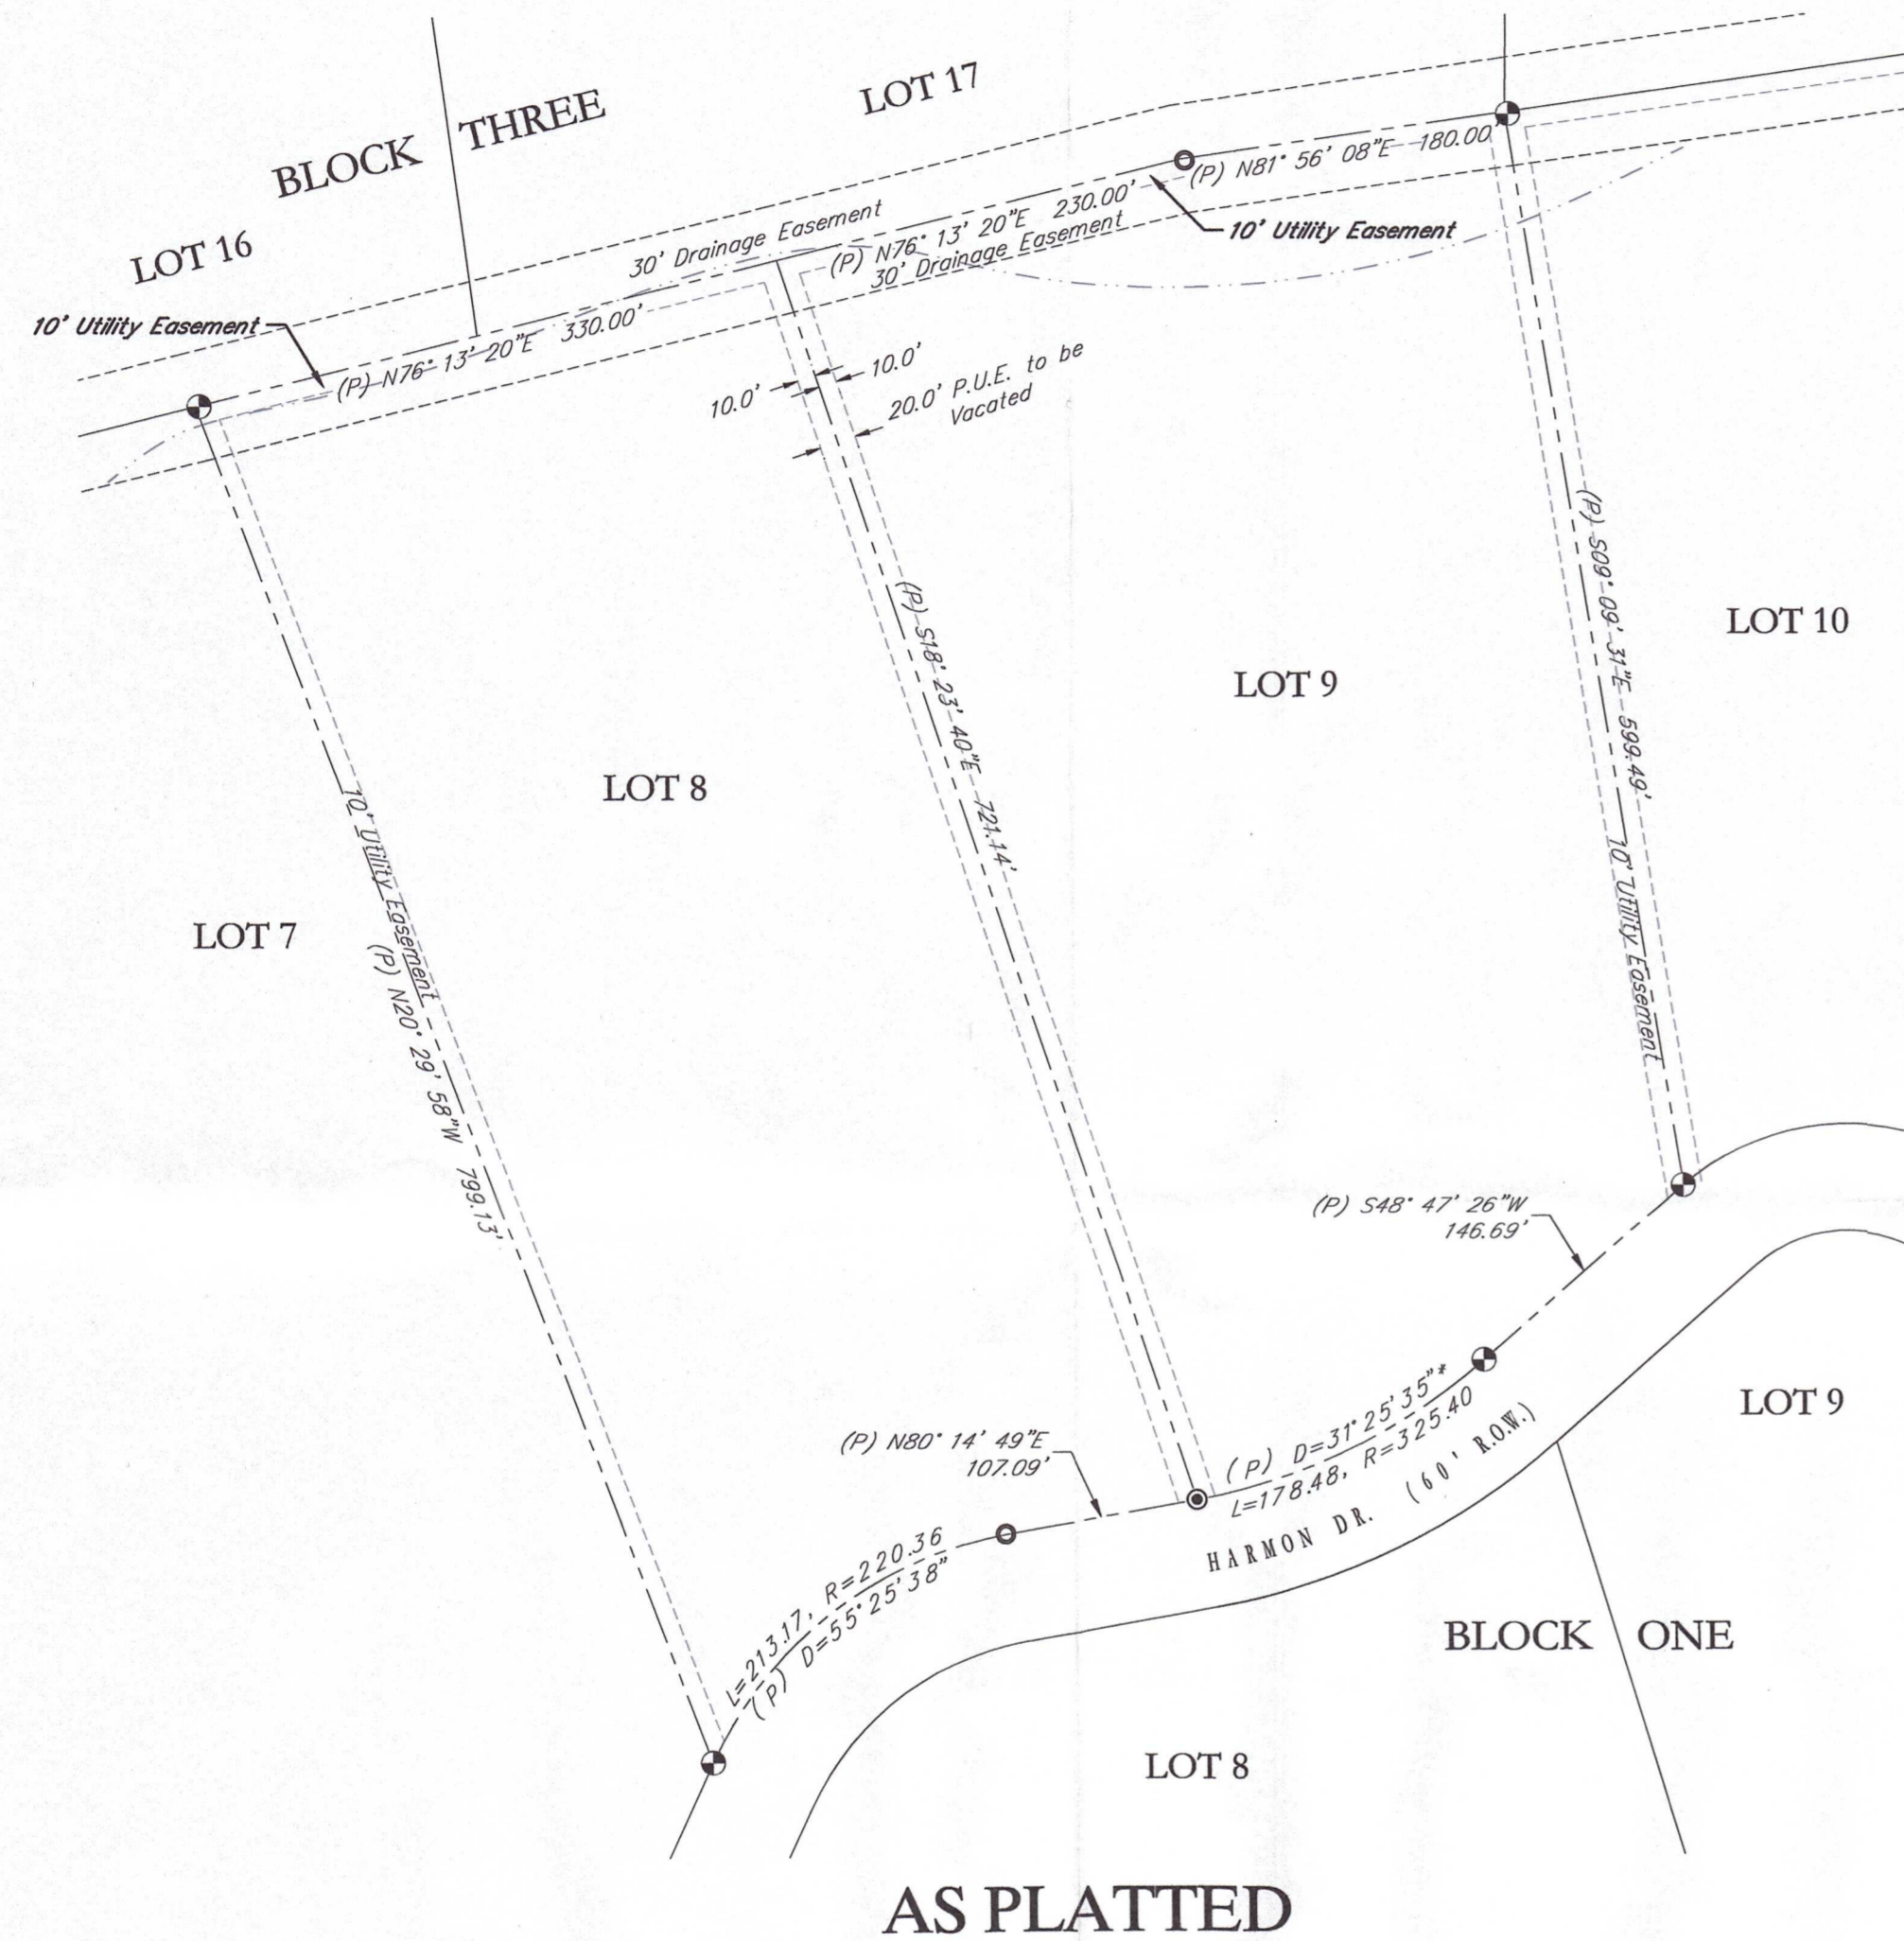 LOT 17
BLOCK THREE
LOT 16
30' Drainage Easement
(P) N81° 56' 08"E 180.00'
(P) N76° 13' 20"E 230.00'
30' Drainage Easement
10' Utility Easement
10' Utility Easement
(P) N76° 13' 20"E 330.00'
10.0'
10.0'
20.0' P.U.E. to be
Vacated
(P) S18° 23' 40"E 721.14'
(P) S09° 09' 31"E 599.49'
10' Utility Easement
LOT 10
LOT 9
LOT 8
LOT 7
10' Utility Easement
(P) N20° 29' 58"W 799.13'
(P) S48° 47' 26"W
146.69'
(P) N80° 14' 49"E
107.09'
(P) D=31°25'35"*
L=178.48, R=325.40
HARMON DR. (60' R.O.W.)
LOT 9
L=213.17, R=220.36
(P) D=55°25'38"
BLOCK ONE
LOT 8
AS PLATTED